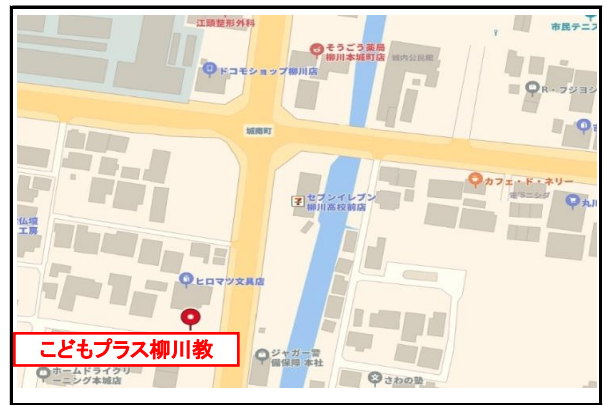 江頭整形外科
市民テニス
そうごう薬局
柳川本城町店
城内公民館
ドコモショップ柳川店
R・フジヨシ
城南町
カフェ・ド・ネリー
セブンイレブン
柳川高校前店
丸川
仏壇
工房
ヒロマツ文具店
こどもプラス柳川教
ジャガー警
備保障 本社
ホームドライクリ
ーニング本城店
さわの塾